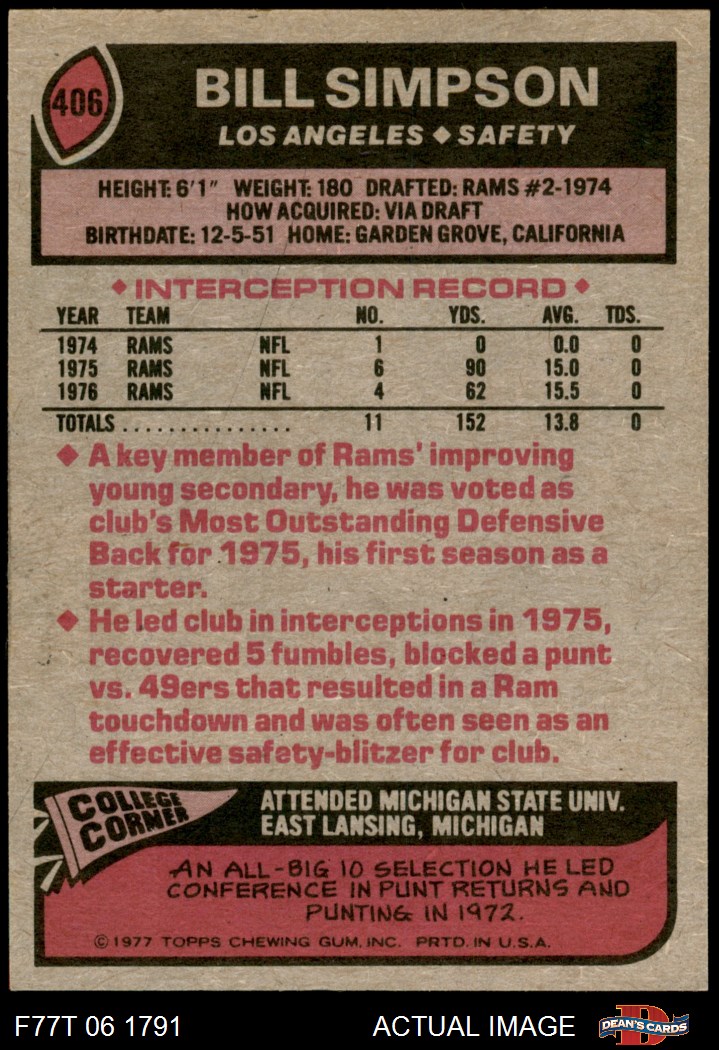 406
BILL SIMPSON
LOS ANGELES ◆ SAFETY
HEIGHT: 6'1" WEIGHT: 180 DRAFTED: RAMS #2-1974
HOW ACQUIRED: VIA DRAFT
BIRTHDATE: 12-5-51 HOME: GARDEN GROVE, CALIFORNIA
◆ INTERCEPTION RECORD ◆
YEAR TEAM NO. YDS. AVG. TDS.
1974 RAMS NFL 1 0 0.0 0
1975 RAMS NFL 6 90 15.0 0
1976 RAMS NFL 4 62 15.5 0
TOTALS . . . . . . . . . . . . . . . 11 152 13.8 0
◆ A key member of Rams' improving
young secondary, he was voted as
club's Most Outstanding Defensive
Back for 1975, his first season as a
starter.
◆ He led club in interceptions in 1975,
recovered 5 fumbles, blocked a punt
vs. 49ers that resulted in a Ram
touchdown and was often seen as an
effective safety-blitzer for club.
COLLEGE
CORNER
ATTENDED MICHIGAN STATE UNIV.
EAST LANSING, MICHIGAN
AN ALL-BIG 10 SELECTION HE LED
CONFERENCE IN PUNT RETURNS AND
PUNTING IN 1972.
© 1977 TOPPS CHEWING GUM, INC. PRTD. IN U.S.A.
F77T 06 1791 ACTUAL IMAGE
D
DEAN'S CARDS